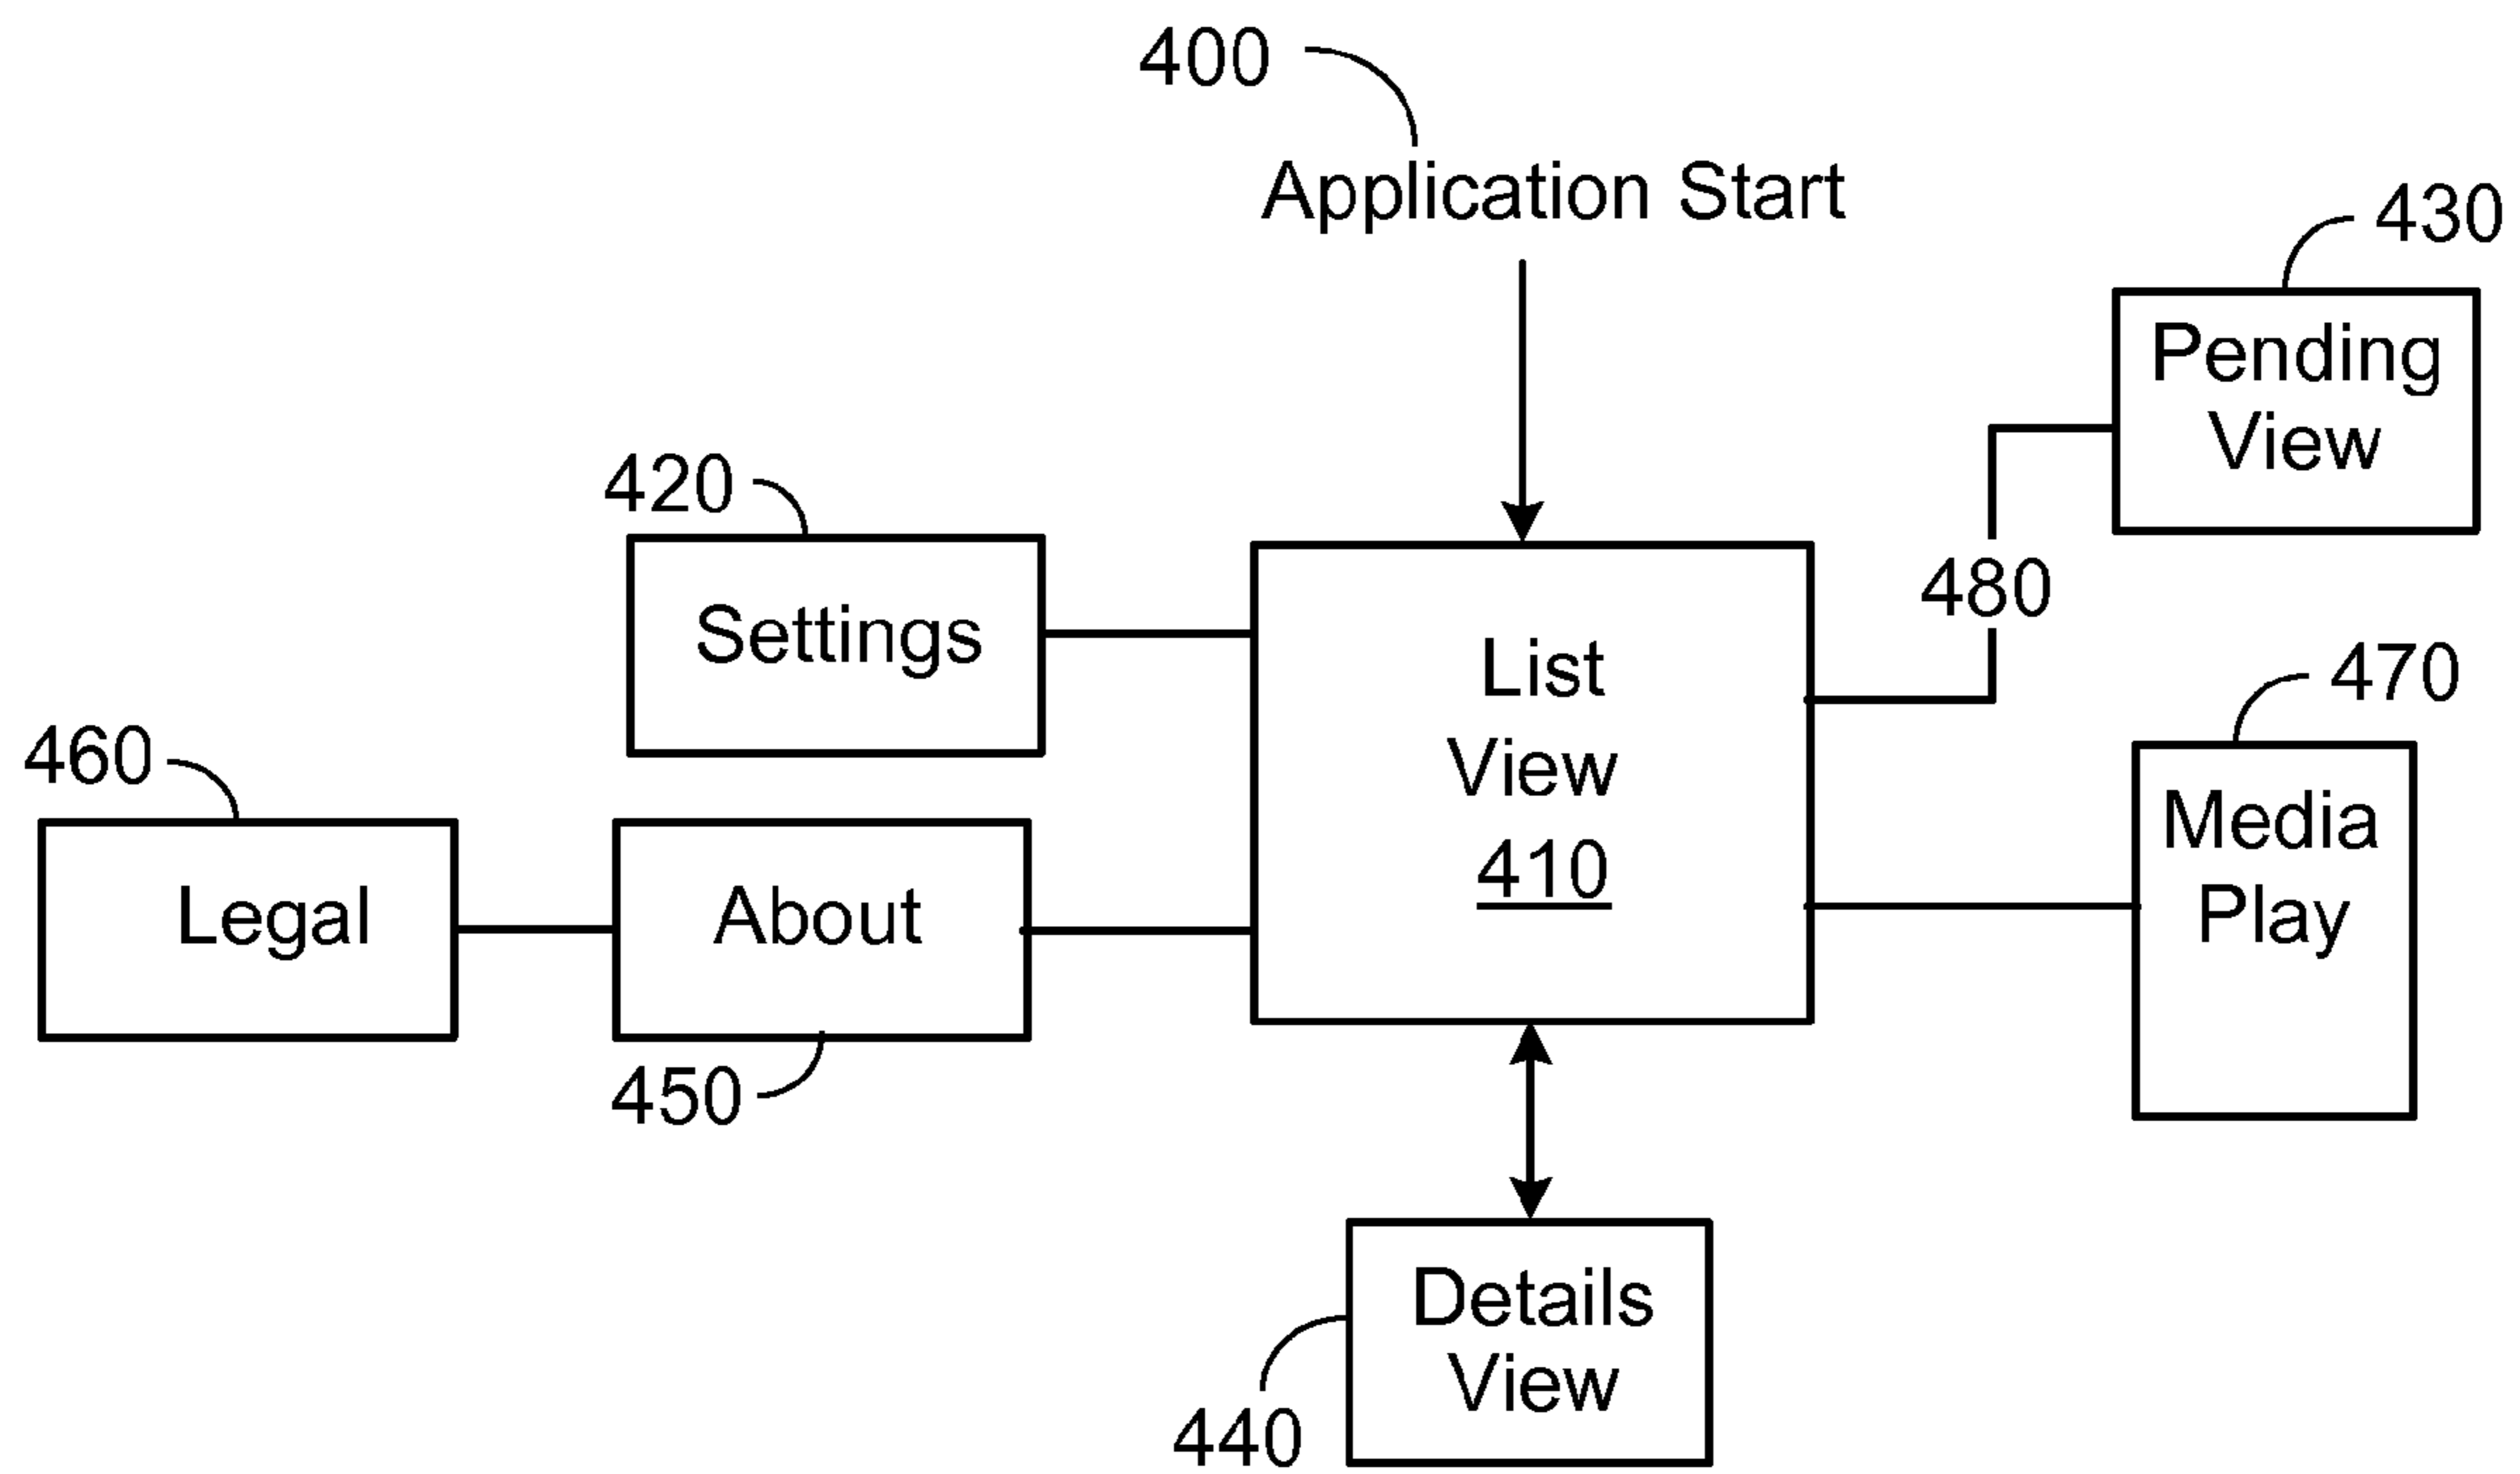 400
Application Start
430
Pending
View
420
Settings
480
List
View
410
470
Media
Play
460
Legal
About
450
Details
View
440